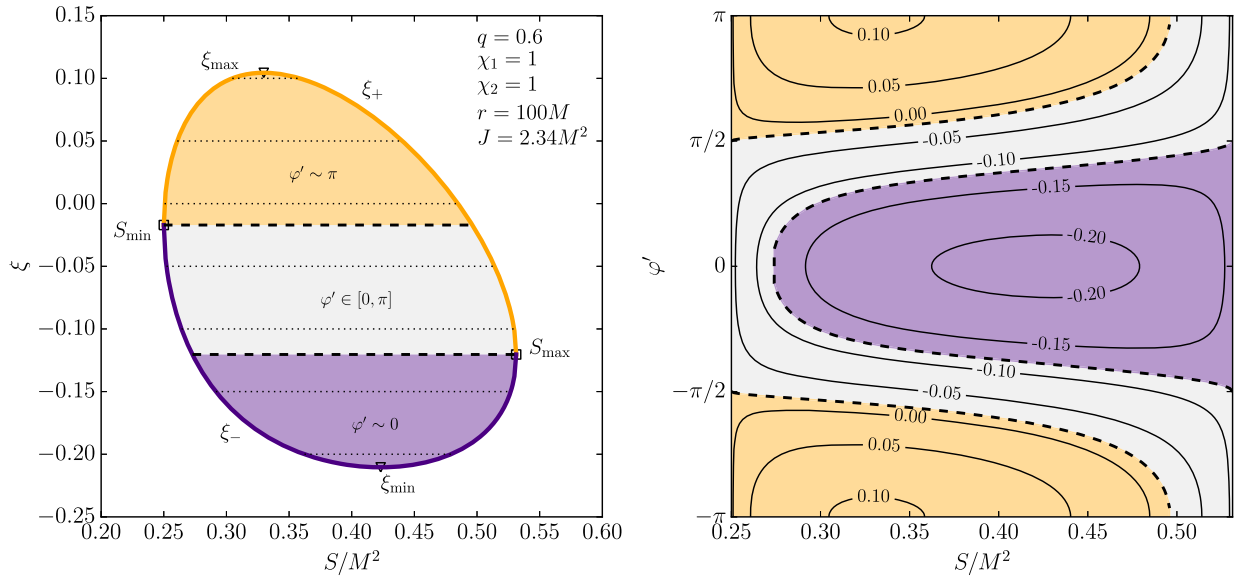 0.15
0.10
0.05
0.00
−0.05
−0.10
−0.15
−0.20
−0.25
ξ
0.20 0.25 0.30 0.35 0.40 0.45 0.50 0.55 0.60
S/M²
q = 0.6
χ₁ = 1
χ₂ = 1
r = 100M
J = 2.34M²
ξmax
ξ₊
φ′ ∼ π
Smin
φ′ ∈ [0, π]
Smax
φ′ ∼ 0
ξ₋
ξmin
π
π/2
0
−π/2
−π
φ′
0.25 0.30 0.35 0.40 0.45 0.50
S/M²
0.10
0.05
0.00
-0.05
-0.10
-0.15
-0.20
-0.20
-0.15
-0.10
-0.05
0.00
0.05
0.10